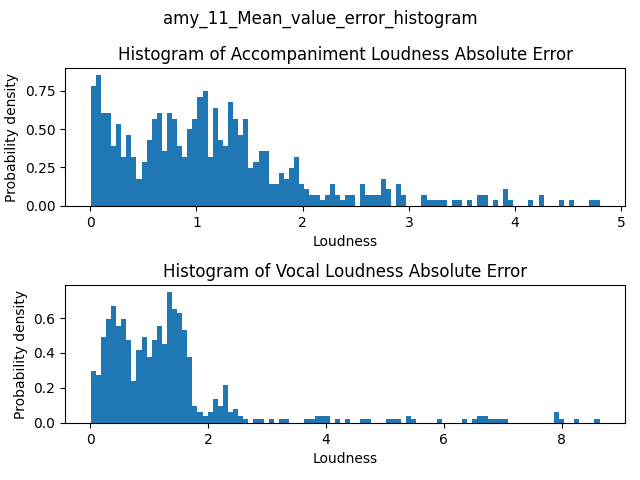 amy_11_Mean_value_error_histogram
Histogram of Accompaniment Loudness Absolute Error
Probability density
0.75
0.50
0.25
0.00
0 1 2 3 4 5
Loudness
Histogram of Vocal Loudness Absolute Error
Probability density
0.6
0.4
0.2
0.0
0 2 4 6 8
Loudness